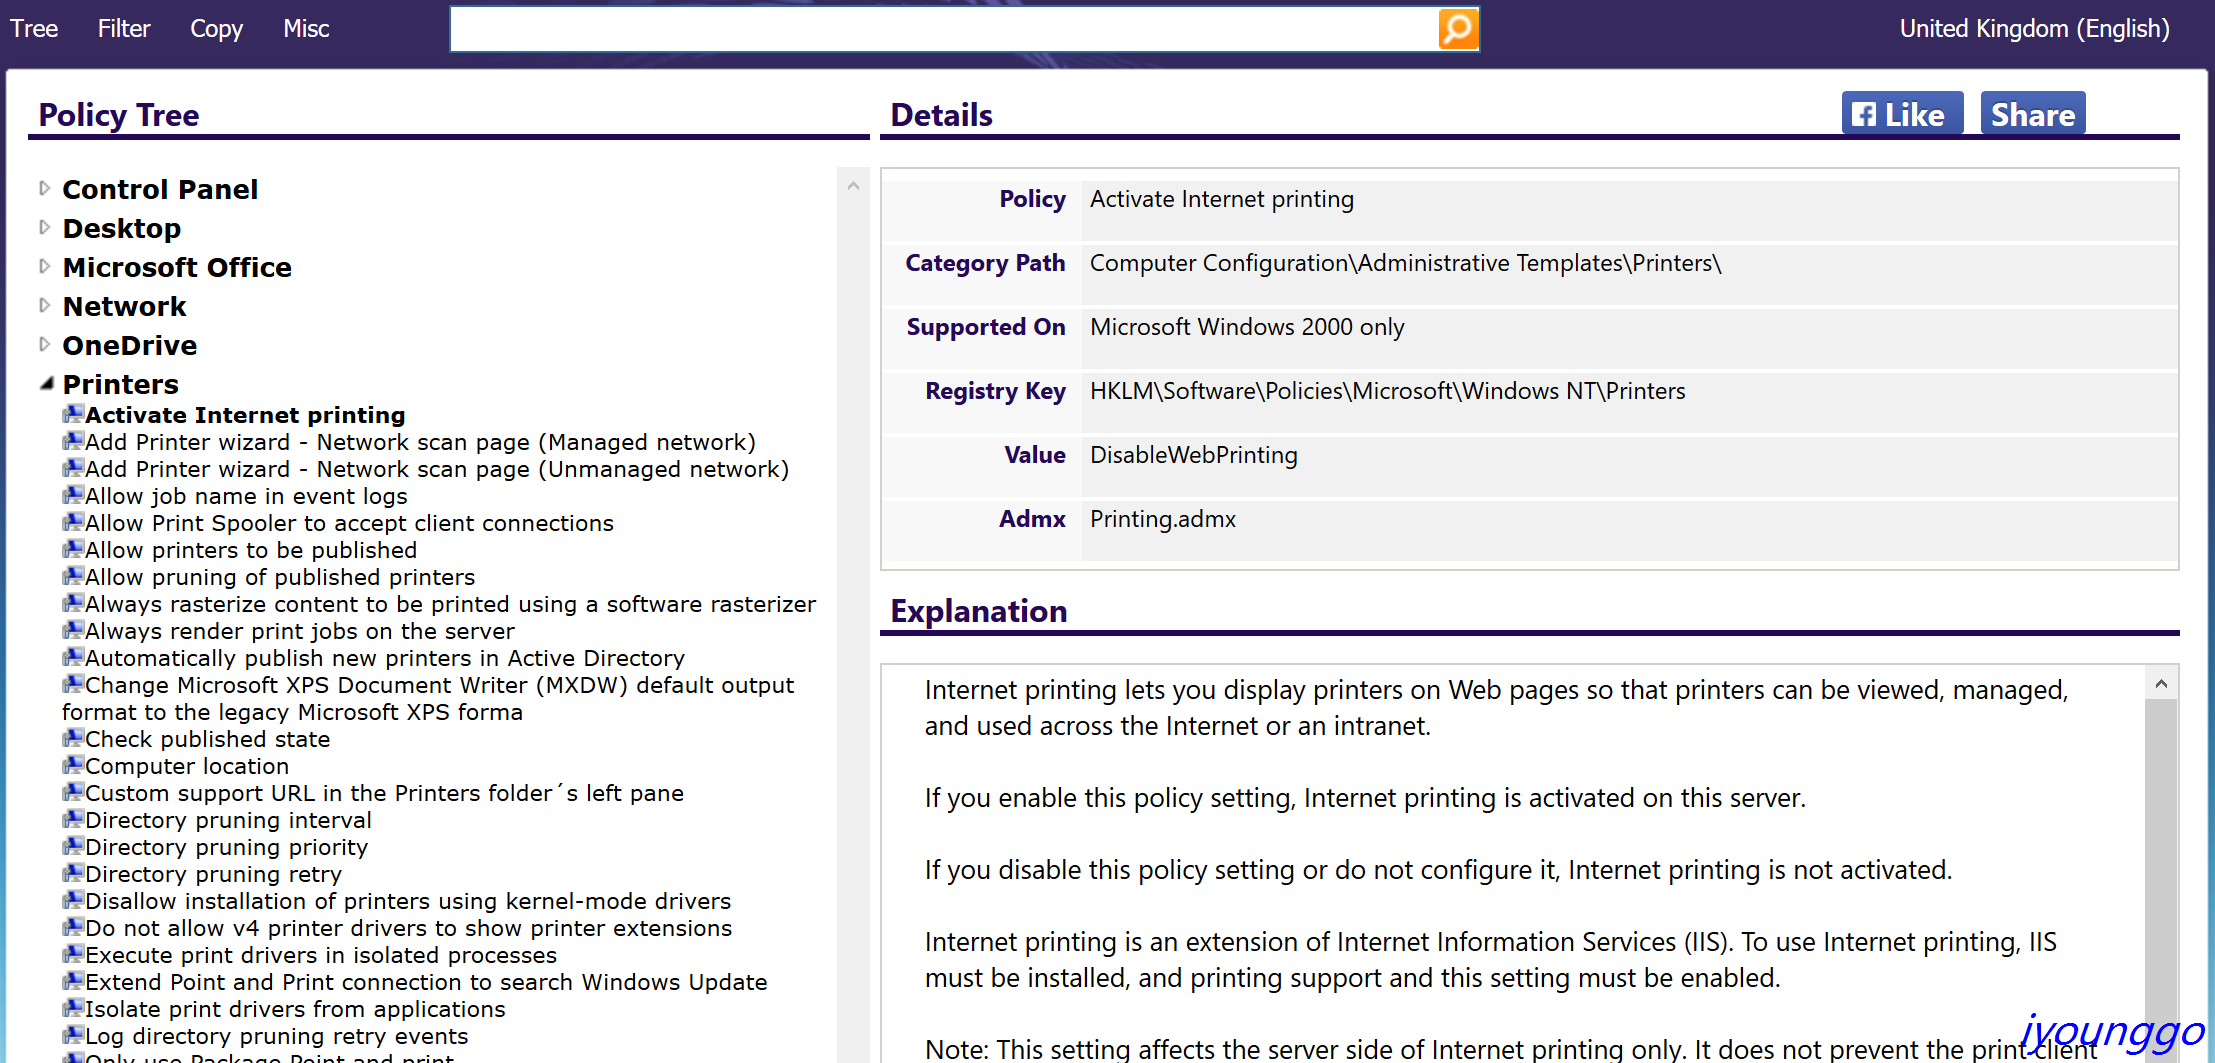 Tree Filter Copy Misc
United Kingdom (English)
Policy Tree
Control Panel
Desktop
Microsoft Office
Network
OneDrive
Printers
Activate Internet printing
Add Printer wizard - Network scan page (Managed network)
Add Printer wizard - Network scan page (Unmanaged network)
Allow job name in event logs
Allow Print Spooler to accept client connections
Allow printers to be published
Allow pruning of published printers
Always rasterize content to be printed using a software rasterizer
Always render print jobs on the server
Automatically publish new printers in Active Directory
Change Microsoft XPS Document Writer (MXDW) default output
format to the legacy Microsoft XPS forma
Check published state
Computer location
Custom support URL in the Printers folder´s left pane
Directory pruning interval
Directory pruning priority
Directory pruning retry
Disallow installation of printers using kernel-mode drivers
Do not allow v4 printer drivers to show printer extensions
Execute print drivers in isolated processes
Extend Point and Print connection to search Windows Update
Isolate print drivers from applications
Log directory pruning retry events
Only use Package Point and print
Details
Like Share
Policy Activate Internet printing
Category Path Computer Configuration\Administrative Templates\Printers\
Supported On Microsoft Windows 2000 only
Registry Key HKLM\Software\Policies\Microsoft\Windows NT\Printers
Value DisableWebPrinting
Admx Printing.admx
Explanation
Internet printing lets you display printers on Web pages so that printers can be viewed, managed,
and used across the Internet or an intranet.
If you enable this policy setting, Internet printing is activated on this server.
If you disable this policy setting or do not configure it, Internet printing is not activated.
Internet printing is an extension of Internet Information Services (IIS). To use Internet printing, IIS
must be installed, and printing support and this setting must be enabled.
Note: This setting affects the server side of Internet printing only. It does not prevent the print client
iyounggo